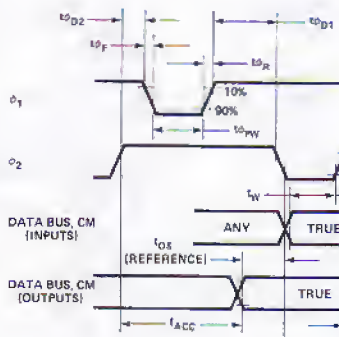 tφD2
tφD1
tφF
tφR
10%
φ1
90%
tφPW
φ2
tW
DATA BUS, CM
(INPUTS)
ANY
TRUE
tOS
(REFERENCE)
DATA BUS, CM
(OUTPUTS)
TRUE
tACC